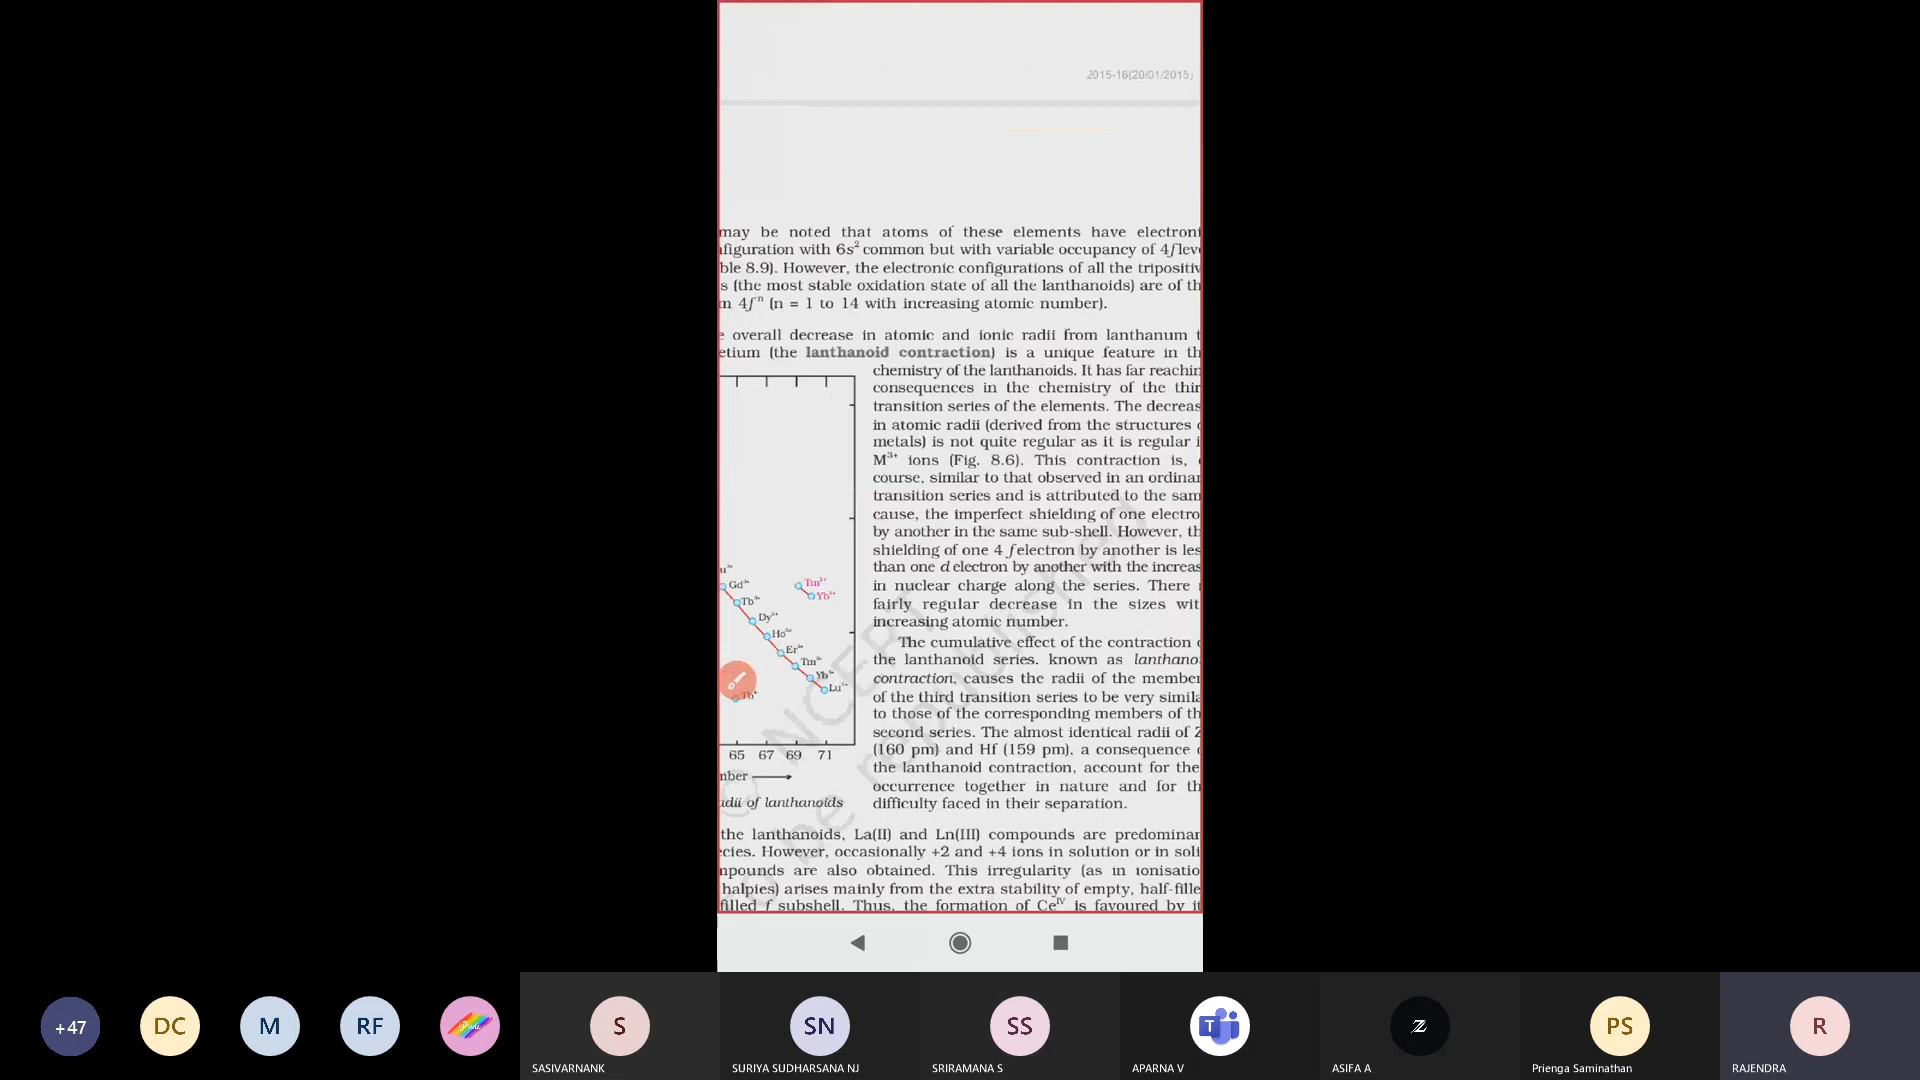 2015-16(20/01/2015)
may be noted that atoms of these elements have electroni
nfiguration with 6s² common but with variable occupancy of 4f leve
ble 8.9). However, the electronic configurations of all the tripositiv
s (the most stable oxidation state of all the lanthanoids) are of th
m 4fⁿ (n = 1 to 14 with increasing atomic number).
e overall decrease in atomic and ionic radii from lanthanum t
etium (the lanthanoid contraction) is a unique feature in th
chemistry of the lanthanoids. It has far reachin
consequences in the chemistry of the thir
transition series of the elements. The decreas
in atomic radii (derived from the structures o
metals) is not quite regular as it is regular i
M³⁺ ions (Fig. 8.6). This contraction is, o
course, similar to that observed in an ordinar
transition series and is attributed to the sam
cause, the imperfect shielding of one electro
by another in the same sub-shell. However, th
shielding of one 4 f electron by another is les
than one d electron by another with the increas
in nuclear charge along the series. There
fairly regular decrease in the sizes wit
increasing atomic number.
The cumulative effect of the contraction o
the lanthanoid series, known as lanthano
contraction, causes the radii of the member
of the third transition series to be very simila
to those of the corresponding members of th
second series. The almost identical radii of Z
(160 pm) and Hf (159 pm), a consequence o
the lanthanoid contraction, account for the
occurrence together in nature and for th
difficulty faced in their separation.
u³⁺
Gd³⁺
Tb³⁺
Dy³⁺
Ho³⁺
Er³⁺
Tm³⁺
Yb³⁺
Lu³⁺
Tm²⁺
Yb²⁺
65 67 69 71
mber
adii of lanthanoids
the lanthanoids, La(II) and Ln(III) compounds are predominan
ecies. However, occasionally +2 and +4 ions in solution or in soli
mpounds are also obtained. This irregularity (as in ionisatio
halpies) arises mainly from the extra stability of empty, half-fille
filled f subshell. Thus, the formation of Ceᴵⱽ is favoured by it
© NCERT
o be republished
+47
DC
M
RF
S
SN
SS
T
Z
PS
R
SASIVARNANK
SURIYA SUDHARSANA NJ
SRIRAMANA S
APARNA V
ASIFA A
Prienga Saminathan
RAJENDRA